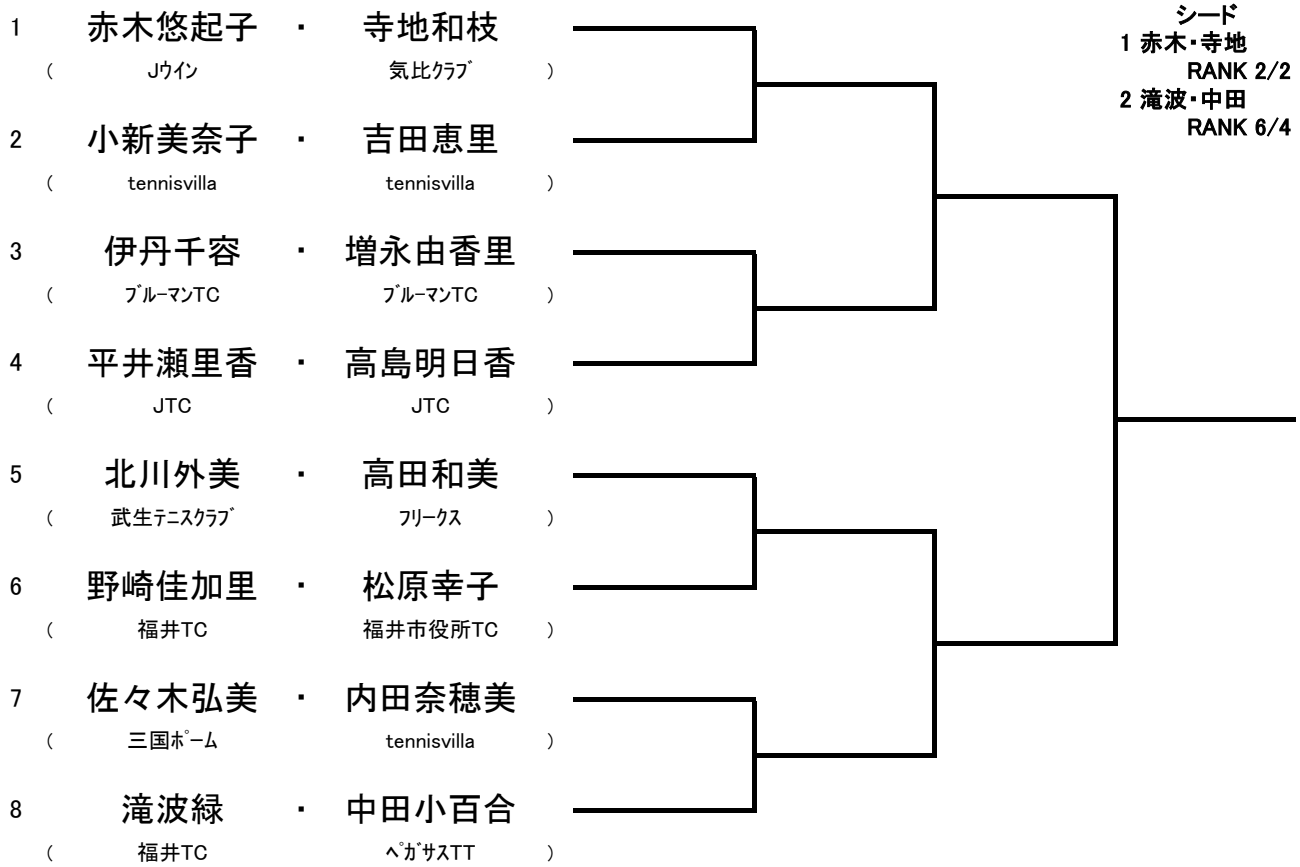 1 赤木悠起子 ・ 寺地和枝
( Jウイン 気比ｸﾗﾌﾞ )
2 小新美奈子 ・ 吉田恵里
( tennisvilla tennisvilla )
3 伊丹千容 ・ 増永由香里
( ﾌﾞﾙｰﾏﾝTC ﾌﾞﾙｰﾏﾝTC )
4 平井瀬里香 ・ 高島明日香
( JTC JTC )
5 北川外美 ・ 高田和美
( 武生ﾃﾆｽｸﾗﾌﾞ ﾌﾘｰｸｽ )
6 野崎佳加里 ・ 松原幸子
( 福井TC 福井市役所TC )
7 佐々木弘美 ・ 内田奈穂美
( 三国ﾎﾟｰﾑ tennisvilla )
8 滝波緑 ・ 中田小百合
( 福井TC ﾍﾟｶﾞｻｽTT )
シード
1 赤木・寺地
RANK 2/2
2 滝波・中田
RANK 6/4